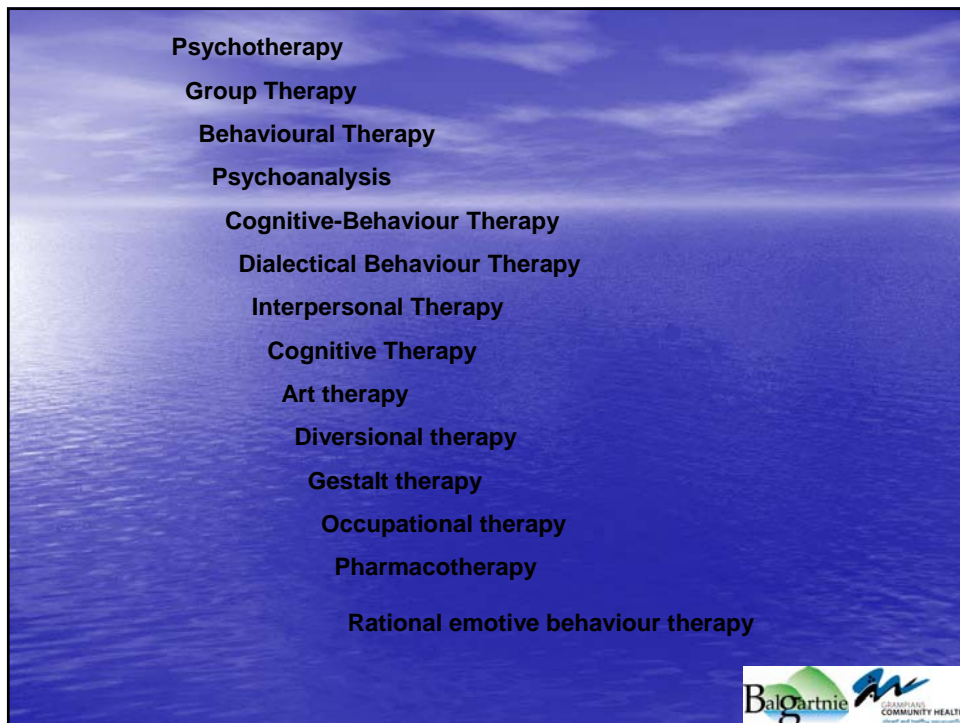 Psychotherapy
Group Therapy
Behavioural Therapy
Psychoanalysis
Cognitive-Behaviour Therapy
Dialectical Behaviour Therapy
Interpersonal Therapy
Cognitive Therapy
Art therapy
Diversional therapy
Gestalt therapy
Occupational therapy
Pharmacotherapy
Rational emotive behaviour therapy
Balgartnie
GRAMPIANS
COMMUNITY HEALTH